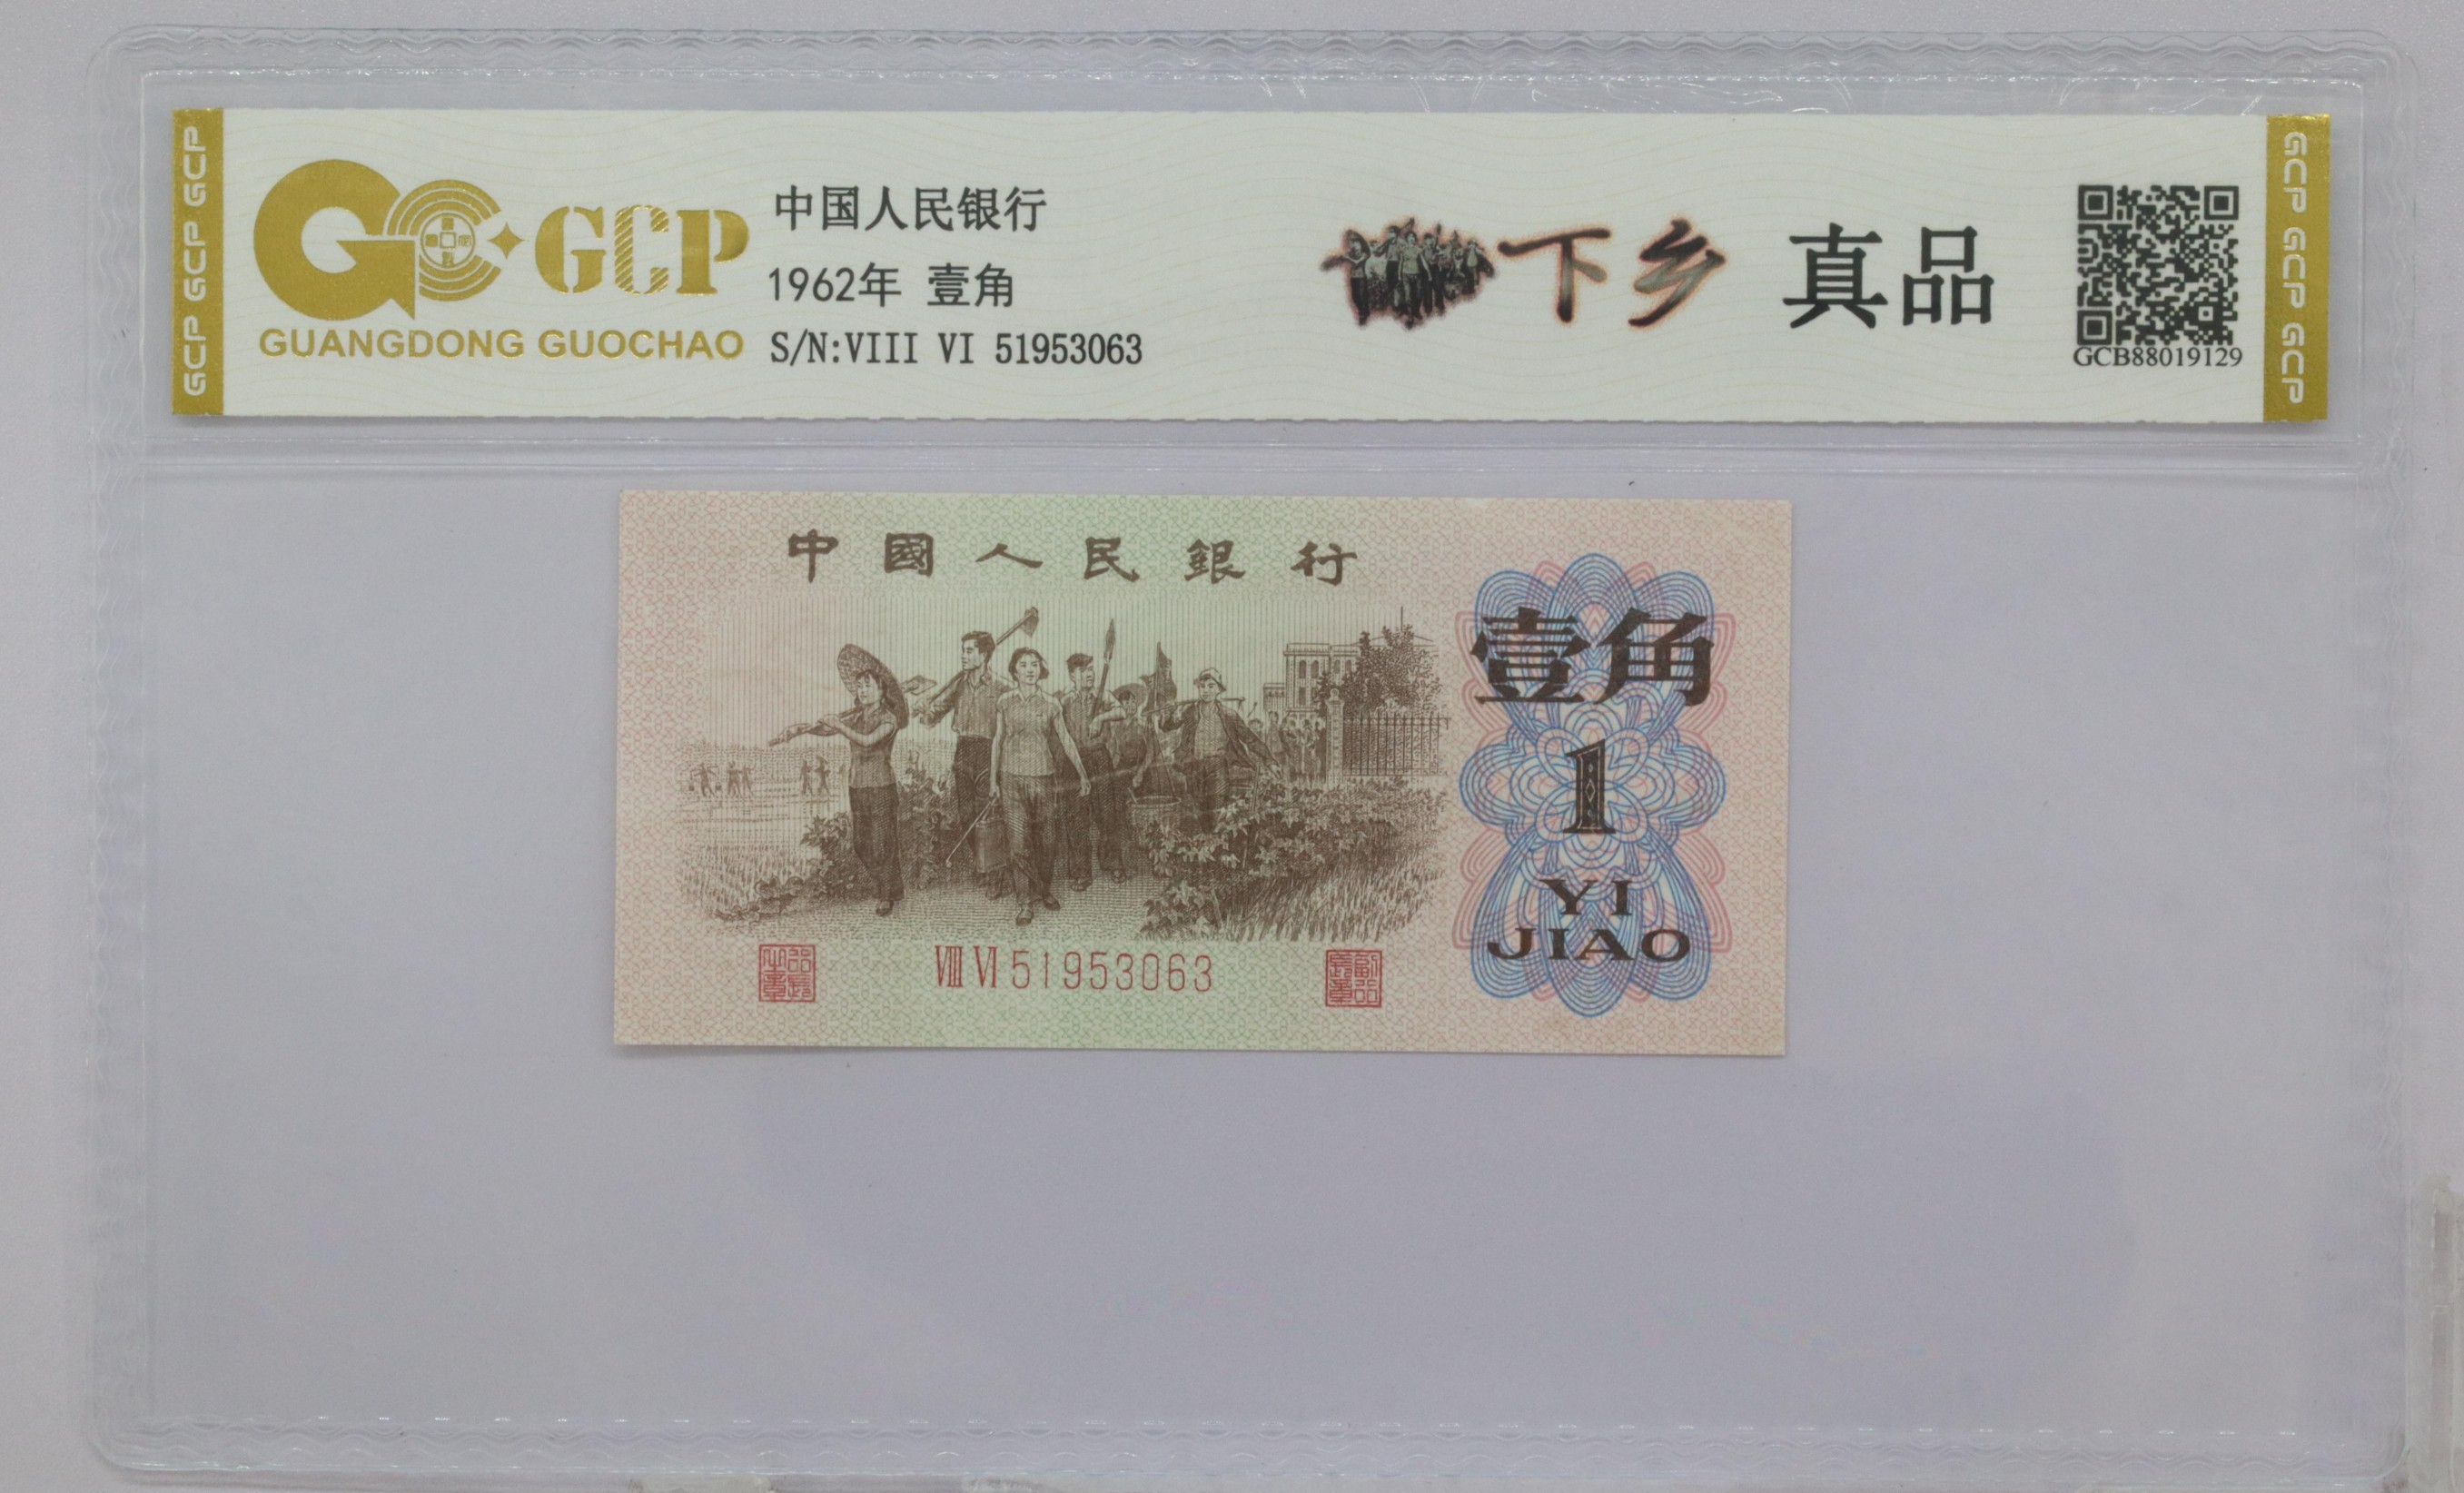 GCP GCP GCP
GCP
GUANGDONG GUOCHAO
中国人民银行
1962年 壹角
S/N:VIII VI 51953063
下乡 真品
GCB88019129
GCP GCP GCP
中國人民銀行
壹角
1
YI
JIAO
VIII VI 51953063